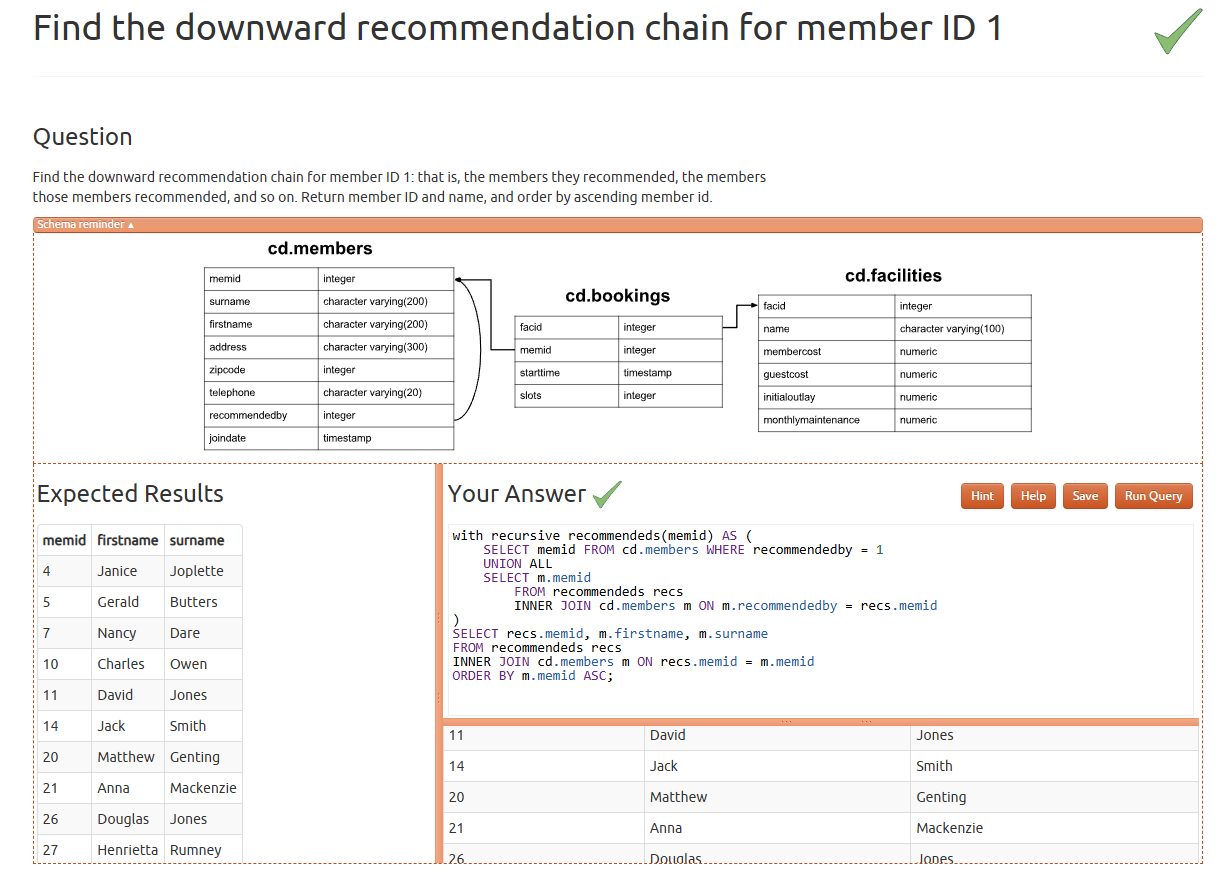 Find the downward recommendation chain for member ID 1
Question
Find the downward recommendation chain for member ID 1: that is, the members they recommended, the members
those members recommended, and so on. Return member ID and name, and order by ascending member id.
Schema reminder ▲
cd.members
memid integer
surname character varying(200)
firstname character varying(200)
address character varying(300)
zipcode integer
telephone character varying(20)
recommendedby integer
joindate timestamp
cd.bookings
facid integer
memid integer
starttime timestamp
slots integer
cd.facilities
facid integer
name character varying(100)
membercost numeric
guestcost numeric
initialoutlay numeric
monthlymaintenance numeric
Expected Results
memid firstname surname
4 Janice Joplette
5 Gerald Butters
7 Nancy Dare
10 Charles Owen
11 David Jones
14 Jack Smith
20 Matthew Genting
21 Anna Mackenzie
26 Douglas Jones
27 Henrietta Rumney
Your Answer
Hint Help Save Run Query
with recursive recommendeds(memid) AS (
    SELECT memid FROM cd.members WHERE recommendedby = 1
    UNION ALL
    SELECT m.memid
        FROM recommendeds recs
        INNER JOIN cd.members m ON m.recommendedby = recs.memid
)
SELECT recs.memid, m.firstname, m.surname
FROM recommendeds recs
INNER JOIN cd.members m ON recs.memid = m.memid
ORDER BY m.memid ASC;
11 David Jones
14 Jack Smith
20 Matthew Genting
21 Anna Mackenzie
26 Douglas Jones